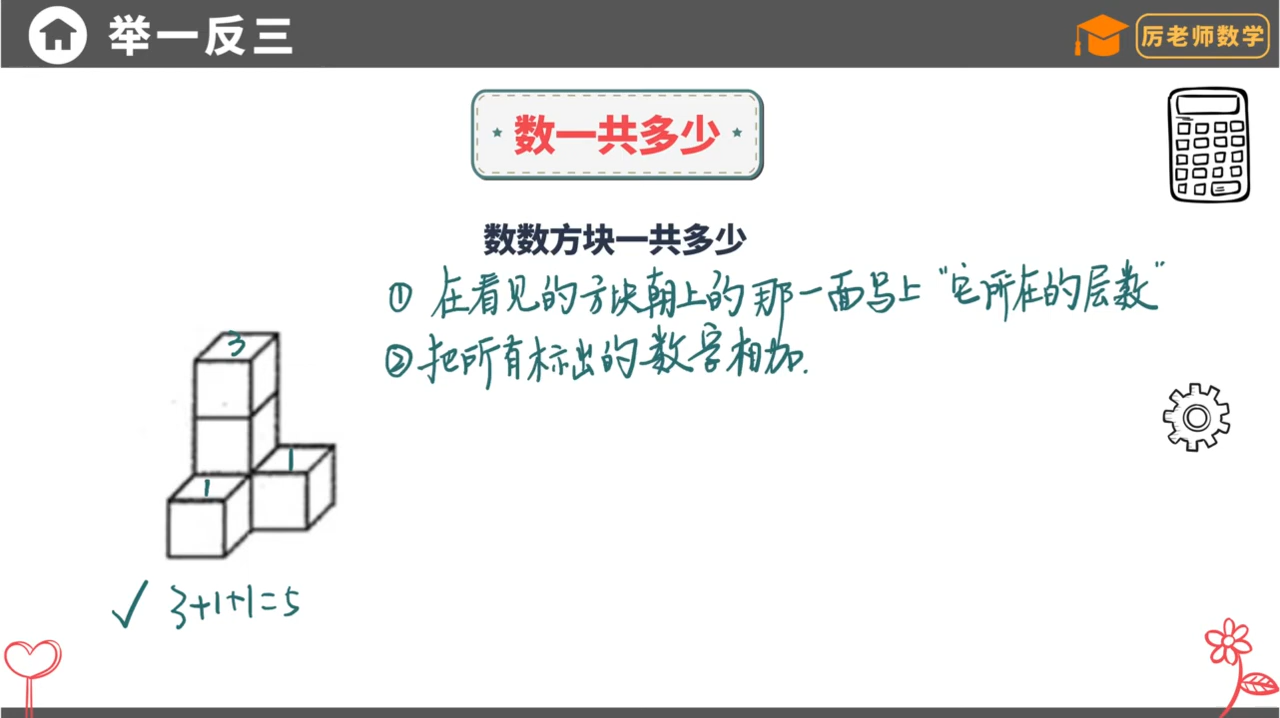 举一反三
厉老师数学
数一共多少
数数方块一共多少
① 在看见的方块朝上的那一面写上“它所在的层数”
② 把所有标出的数字相加.
3
1
1
✓ 3+1+1=5